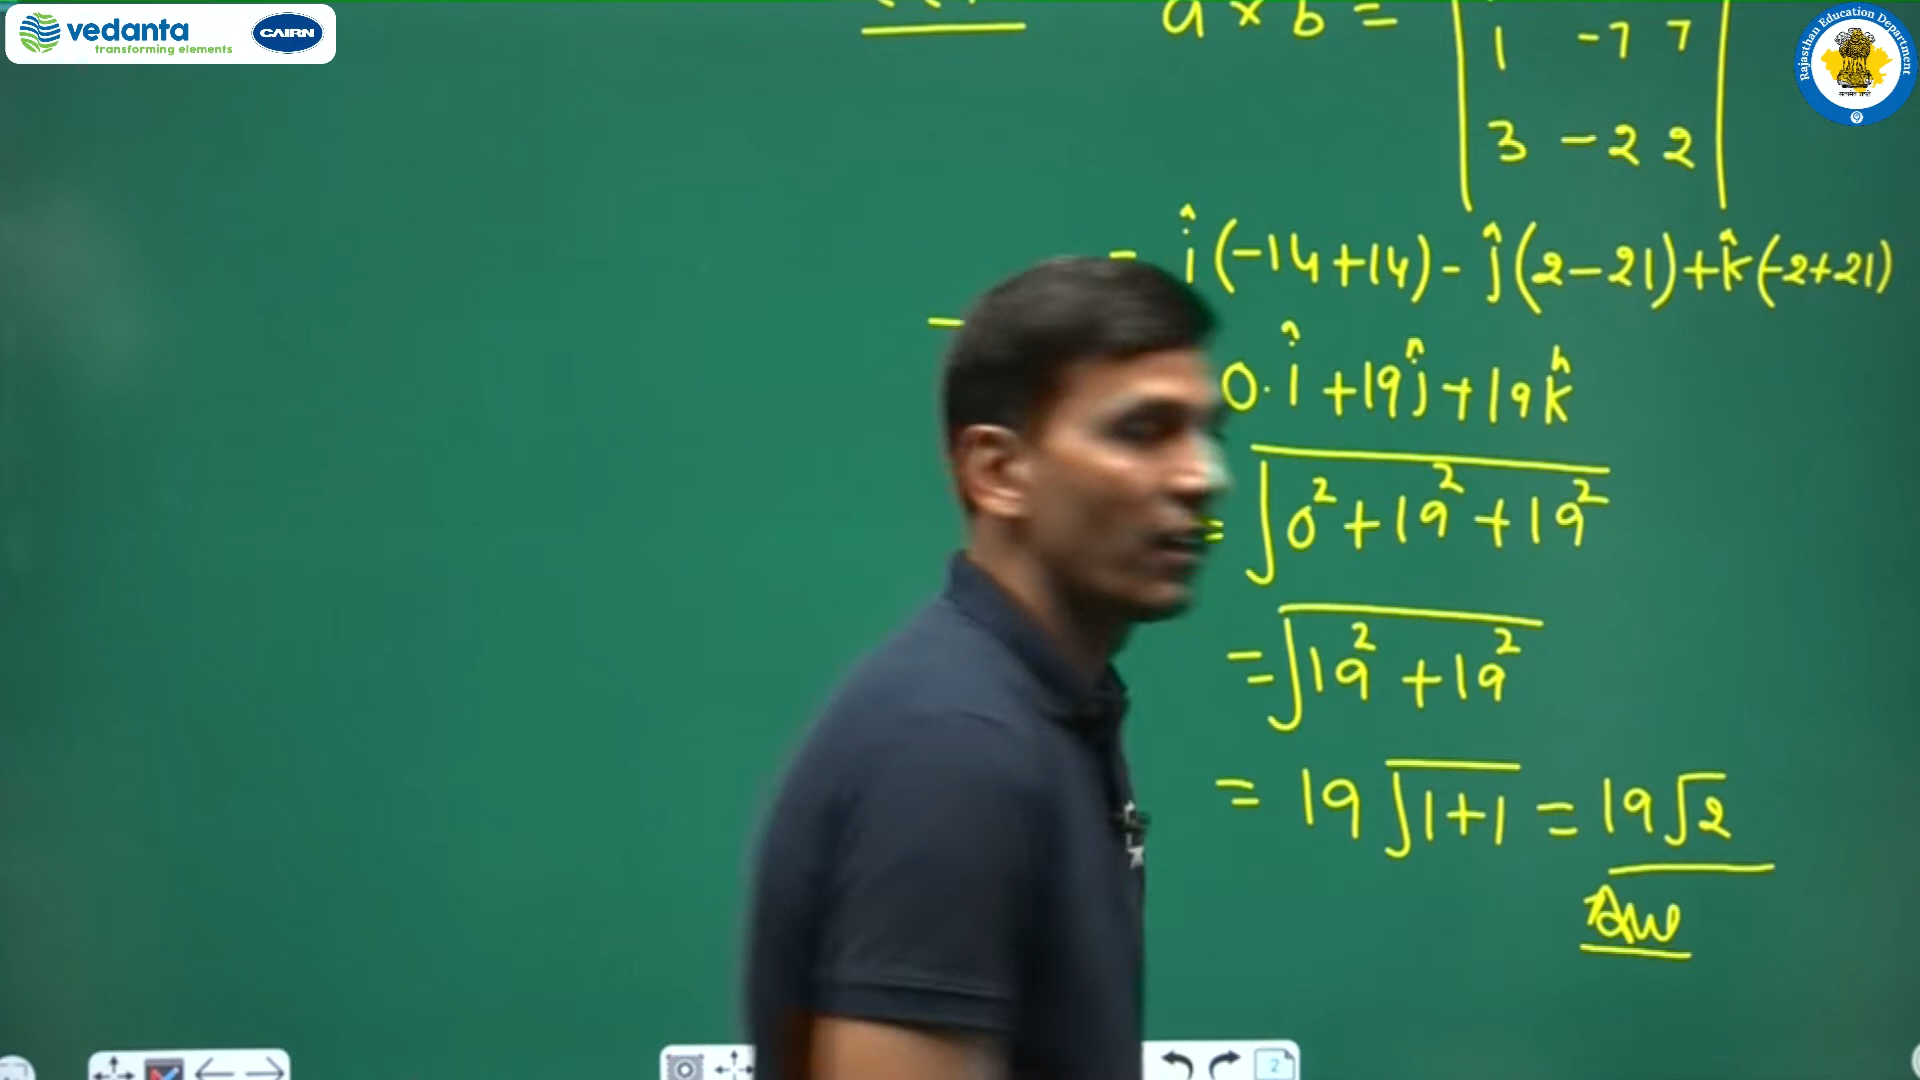 vedanta
transforming elements
CAIRN
Rajasthan Education Department
a × b =
1 -7 7
3 -2 2
= î (-14+14) - ĵ (2-21) + k̂ (-2+21)
0.î + 19ĵ + 19k̂
= √0² + 19² + 19²
= √19² + 19²
= 19 √1+1 = 19√2
Ans
2